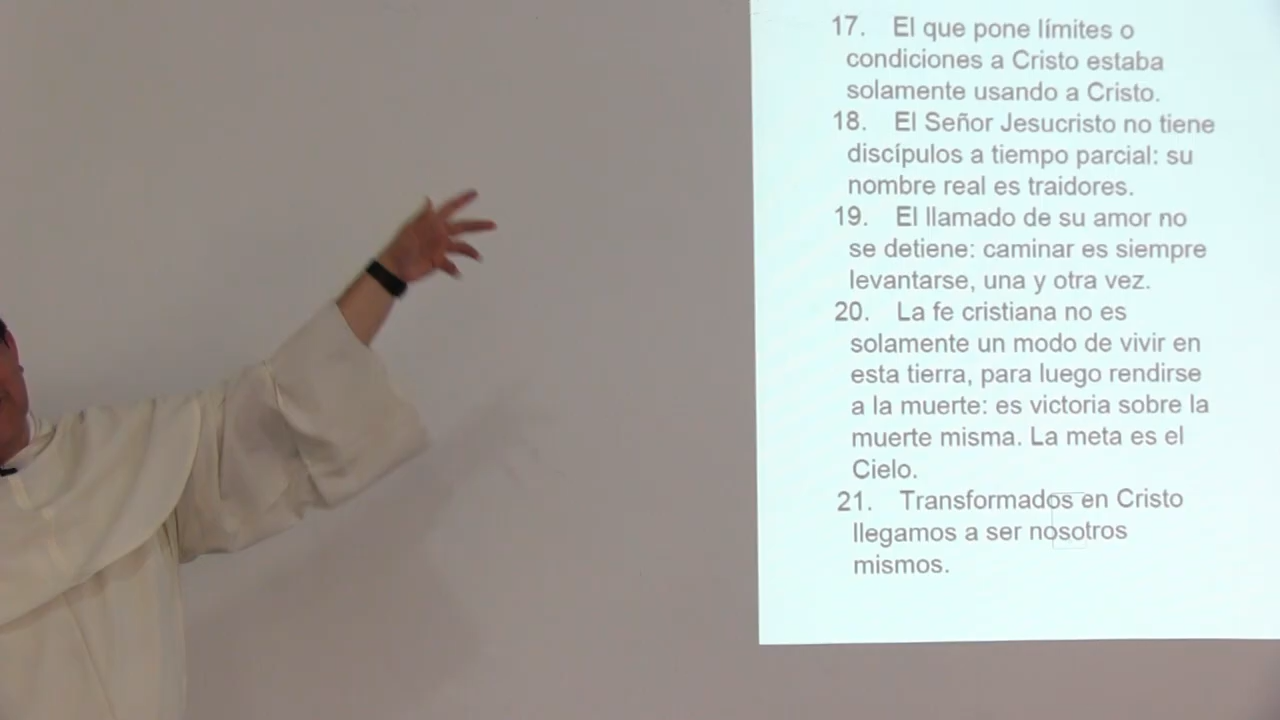 17. El que pone límites o
condiciones a Cristo estaba
solamente usando a Cristo.
18. El Señor Jesucristo no tiene
discípulos a tiempo parcial: su
nombre real es traidores.
19. El llamado de su amor no
se detiene: caminar es siempre
levantarse, una y otra vez.
20. La fe cristiana no es
solamente un modo de vivir en
esta tierra, para luego rendirse
a la muerte: es victoria sobre la
muerte misma. La meta es el
Cielo.
21. Transformados en Cristo
llegamos a ser nosotros
mismos.